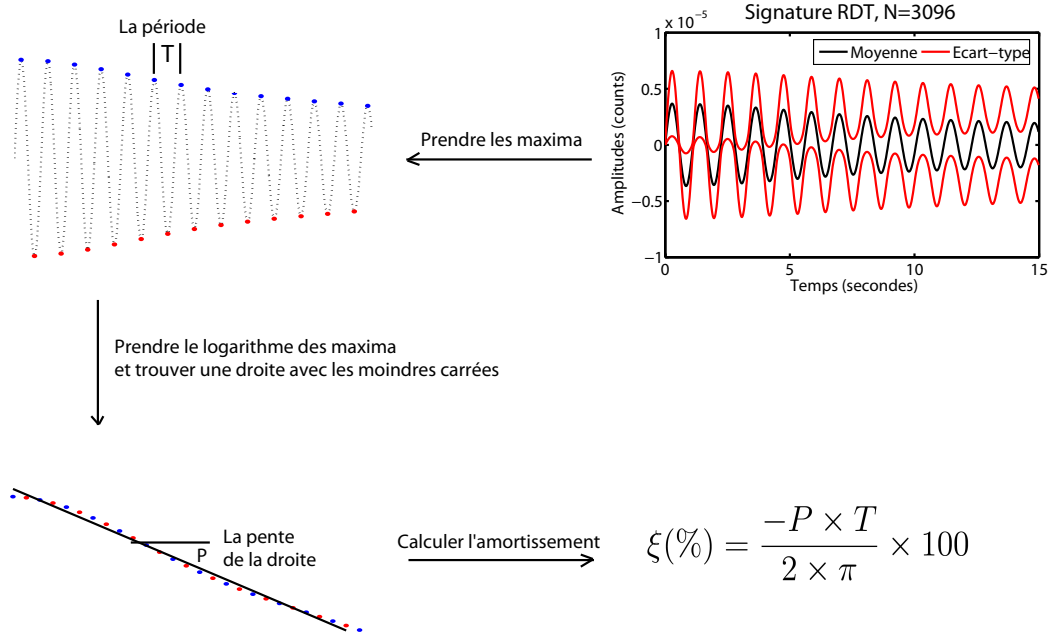 La période
T
Signature RDT, N=3096
1 x 10^-5
Moyenne
Ecart-type
0.5
0
-0.5
-1
Amplitudes (counts)
0
5
10
15
Temps (secondes)
Prendre les maxima
Prendre le logarithme des maxima
et trouver une droite avec les moindres carrées
La pente
de la droite
P
Calculer l'amortissement
ξ(%) = (-P × T)/(2 × π) × 100